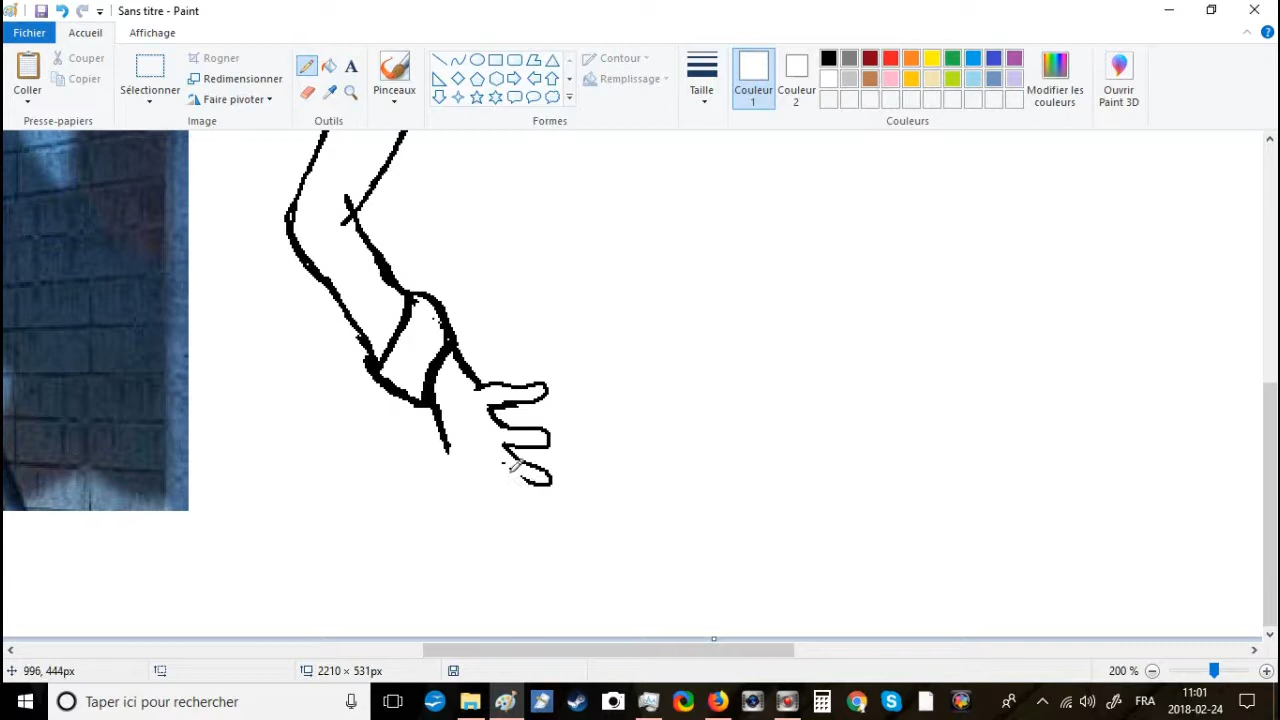 Sans titre - Paint
Fichier Accueil Affichage
Coller
Couper
Copier
Presse-papiers
Sélectionner
Rogner
Redimensionner
Faire pivoter
Image
A
Outils
Pinceaux
Contour
Remplissage
Formes
Taille
Couleur 1
Couleur 2
Modifier les couleurs
Couleurs
Ouvrir Paint 3D
996, 444px
2210 × 531px
200 %
Taper ici pour rechercher
FRA
11:01
2018-02-24